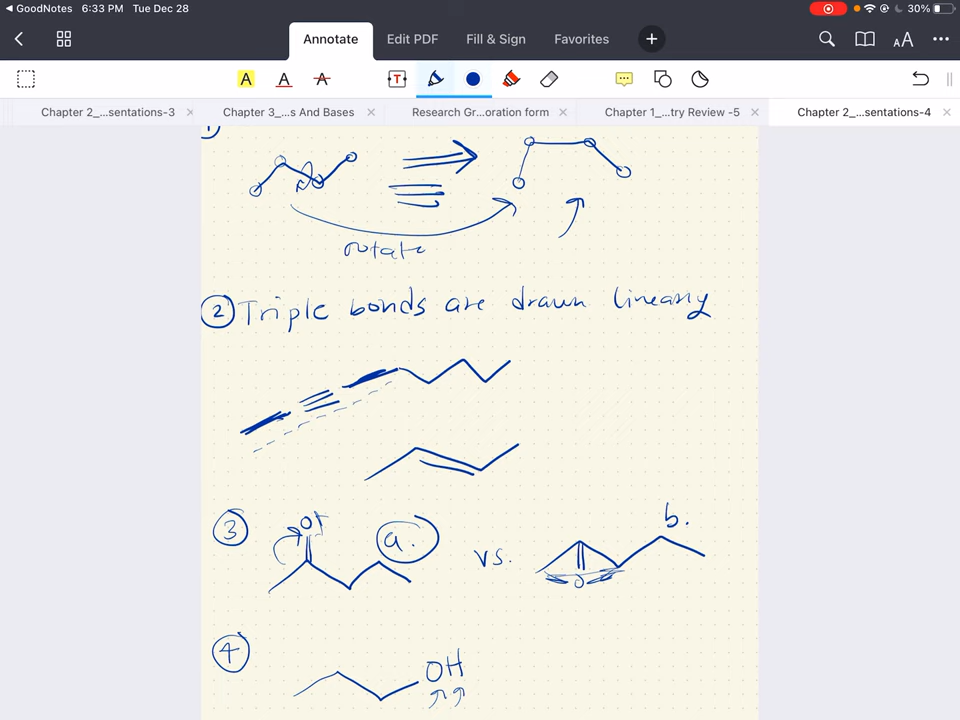 GoodNotes 6:33 PM Tue Dec 28 30%
Annotate Edit PDF Fill & Sign Favorites +
A A A T AA
Chapter 2_...sentations-3 × Chapter 3_...s And Bases × Research Gr...oration form × Chapter 1_...try Review -5 × Chapter 2_...sentations-4 ×
1)
rotate
2 Triple bonds are drawn linearly
3 O a. vs. b. O
4 OH